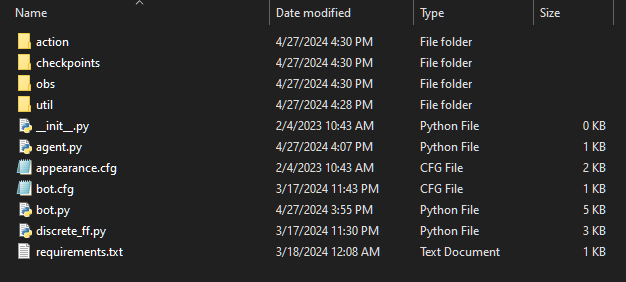 Name Date modified Type Size
action 4/27/2024 4:30 PM File folder
checkpoints 4/27/2024 4:30 PM File folder
obs 4/27/2024 4:30 PM File folder
util 4/27/2024 4:28 PM File folder
__init__.py 2/4/2023 10:43 AM Python File 0 KB
agent.py 4/27/2024 4:07 PM Python File 1 KB
appearance.cfg 2/4/2023 10:43 AM CFG File 2 KB
bot.cfg 3/17/2024 11:43 PM CFG File 1 KB
bot.py 4/27/2024 3:55 PM Python File 5 KB
discrete_ff.py 3/17/2024 11:30 PM Python File 3 KB
requirements.txt 3/18/2024 12:08 AM Text Document 1 KB